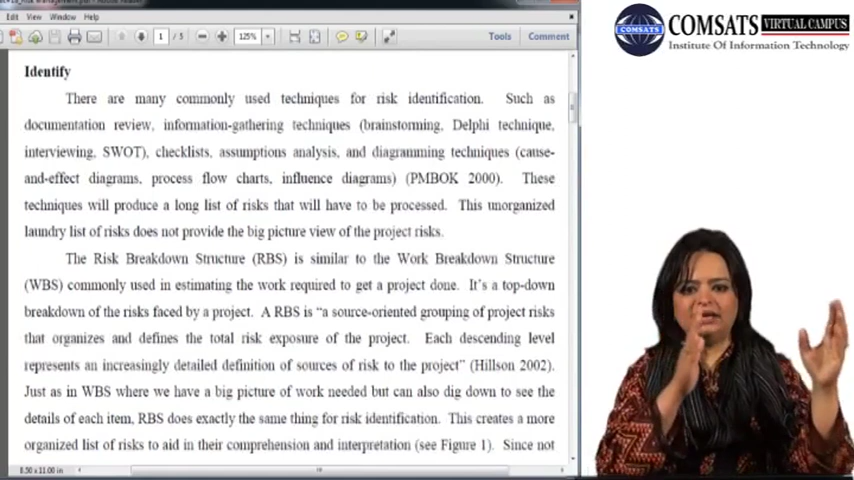 Edit View Window Help
1 / 5 125% Tools Comment
COMSATS VIRTUAL CAMPUS
COMSATS
Institute Of Information Technology
Identify
There are many commonly used techniques for risk identification. Such as
documentation review, information-gathering techniques (brainstorming, Delphi technique,
interviewing, SWOT), checklists, assumptions analysis, and diagramming techniques (cause-
and-effect diagrams, process flow charts, influence diagrams) (PMBOK 2000). These
techniques will produce a long list of risks that will have to be processed. This unorganized
laundry list of risks does not provide the big picture view of the project risks.
The Risk Breakdown Structure (RBS) is similar to the Work Breakdown Structure
(WBS) commonly used in estimating the work required to get a project done. It's a top-down
breakdown of the risks faced by a project. A RBS is “a source-oriented grouping of project risks
that organizes and defines the total risk exposure of the project. Each descending level
represents an increasingly detailed definition of sources of risk to the project” (Hillson 2002).
Just as in WBS where we have a big picture of work needed but can also dig down to see the
details of each item, RBS does exactly the same thing for risk identification. This creates a more
organized list of risks to aid in their comprehension and interpretation (see Figure 1). Since not
8.50 x 11.00 in